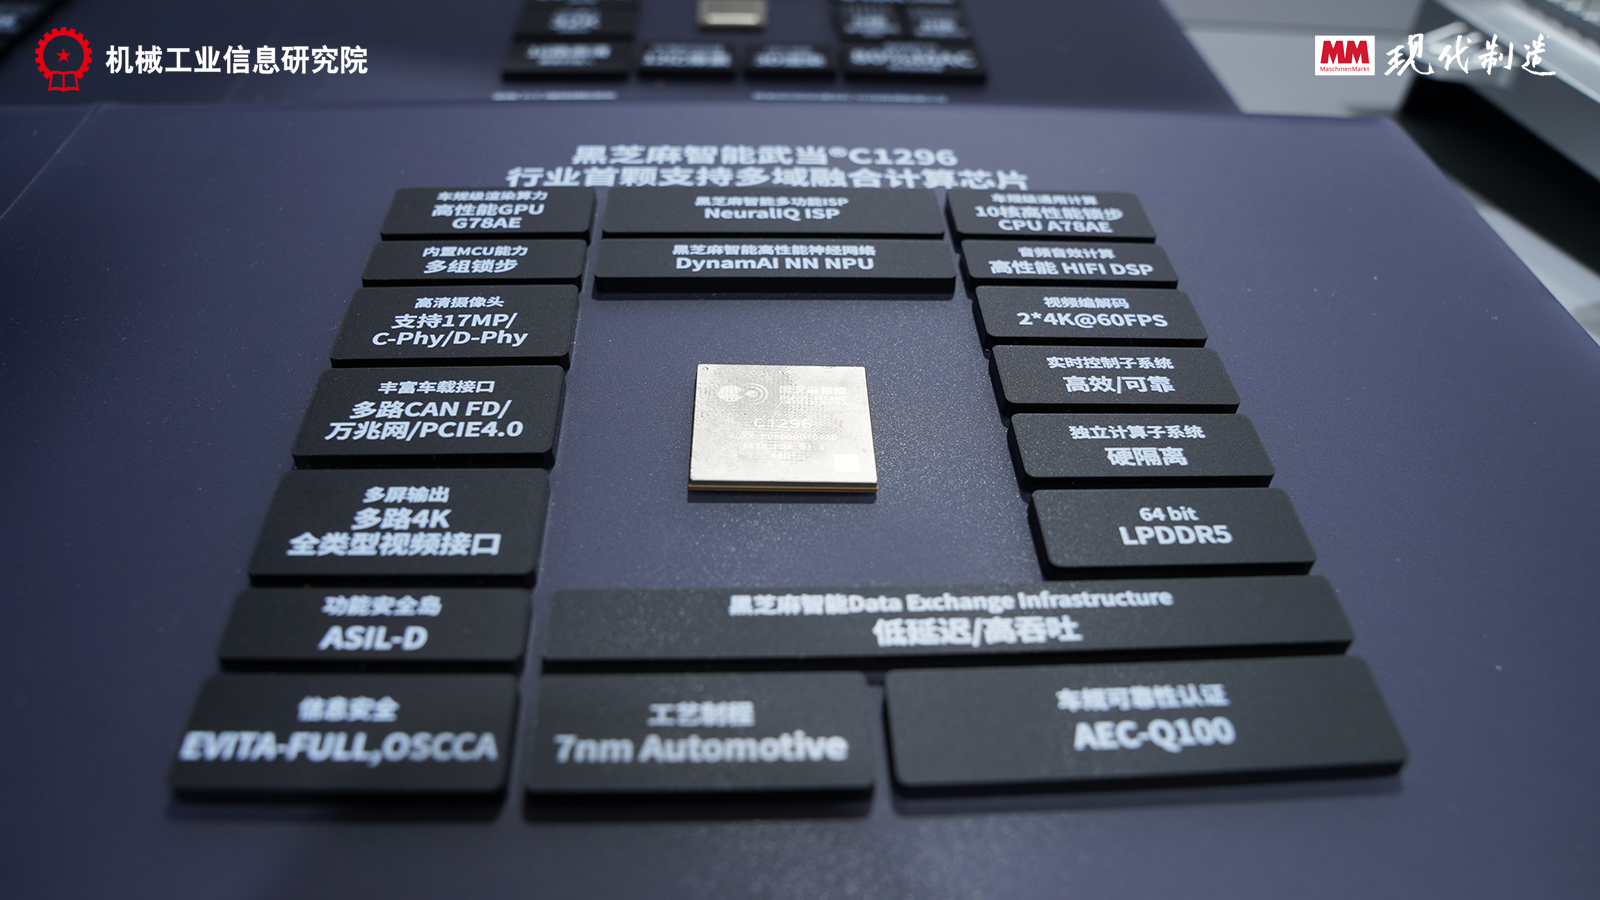 机械工业信息研究院
MM
MaschinenMarkt
现代制造
黑芝麻智能武当®C1296
行业首颗支持多域融合计算芯片
车规级渲染算力
高性能GPU
G78AE
黑芝麻智能多功能ISP
NeuralIQ ISP
车规级通用计算
10核高性能锁步
CPU A78AE
内置MCU能力
多组锁步
黑芝麻智能高性能神经网络
DynamAI NN NPU
音频音效计算
高性能 HIFI DSP
高清摄像头
支持17MP/
C-Phy/D-Phy
视频编解码
2*4K@60FPS
丰富车载接口
多路CAN FD/
万兆网/PCIE4.0
实时控制子系统
高效/可靠
黑芝麻智能
C1296
独立计算子系统
硬隔离
多屏输出
多路4K
全类型视频接口
64 bit
LPDDR5
功能安全岛
ASIL-D
黑芝麻智能Data Exchange Infrastructure
低延迟/高吞吐
信息安全
EVITA-FULL,OSCCA
工艺制程
7nm Automotive
车规可靠性认证
AEC-Q100